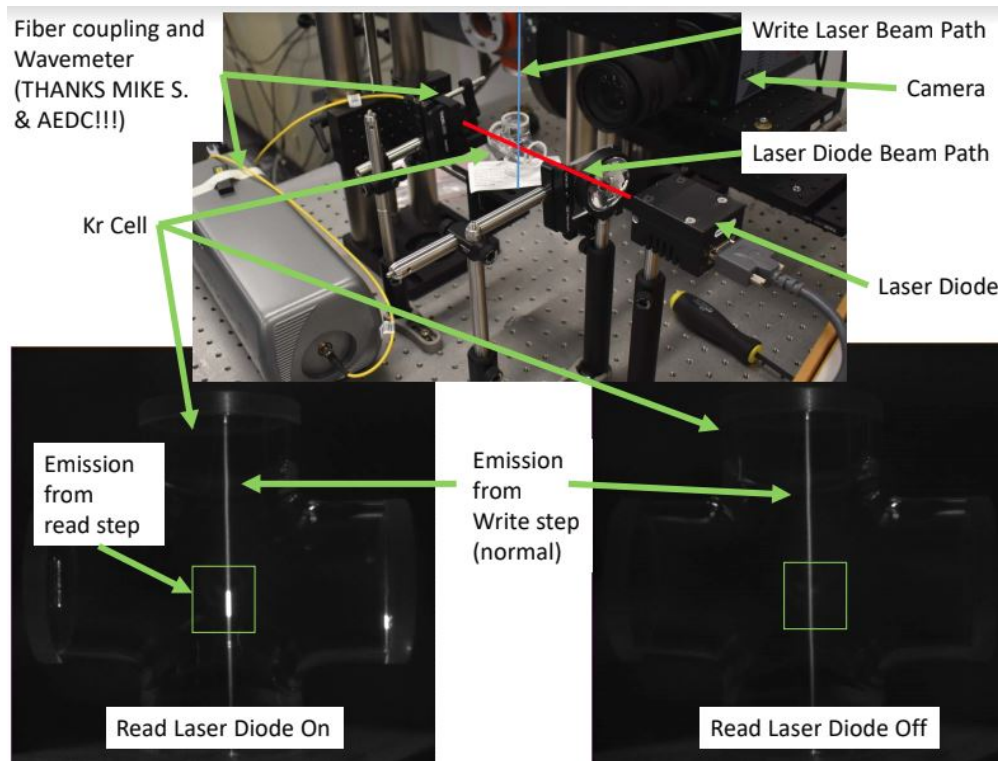 Fiber coupling and
Wavemeter
(THANKS MIKE S.
& AEDC!!!)
Write Laser Beam Path
Camera
Laser Diode Beam Path
Kr Cell
Laser Diode
Emission
from
read step
Emission
from
Write step
(normal)
Read Laser Diode On
Read Laser Diode Off